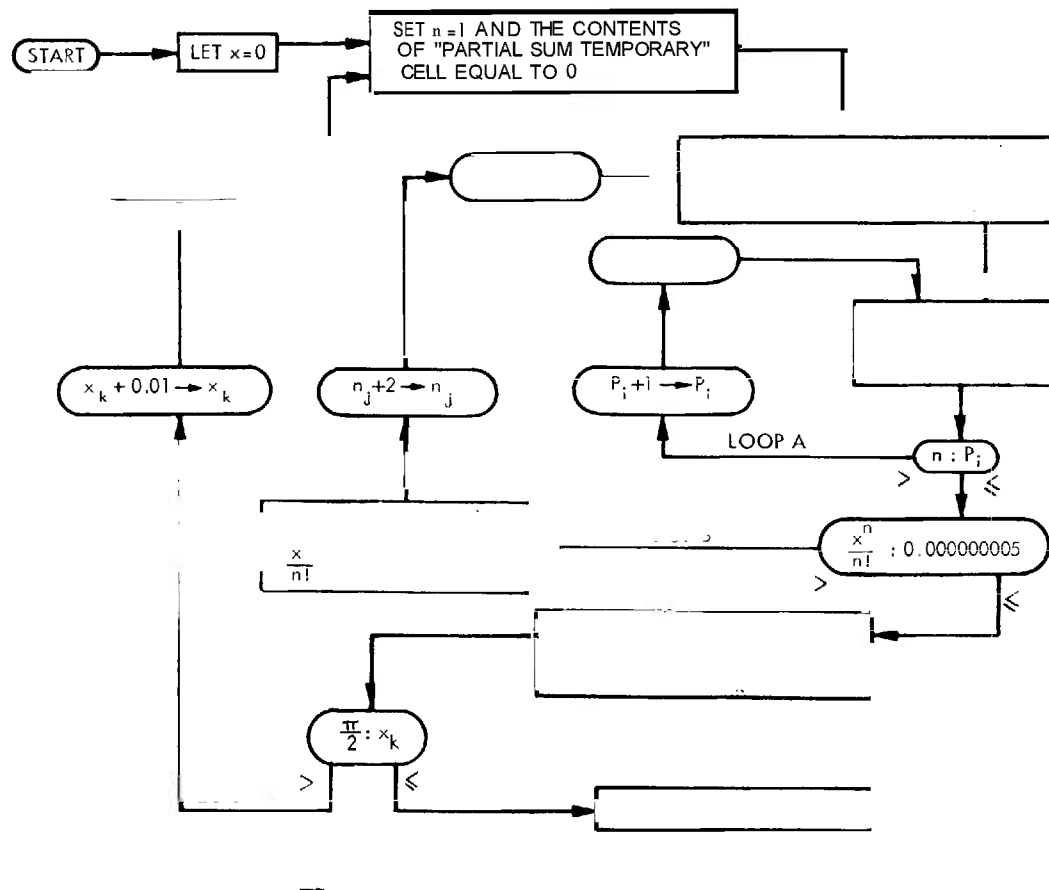 START
LET x=0
SET n=1 AND THE CONTENTS
OF "PARTIAL SUM TEMPORARY"
CELL EQUAL TO 0
x_k + 0.01 → x_k
n_j+2 → n_j
P_i+1 → P_i
LOOP A
n : P_i
> ≤
x^n/n! : 0.000000005
x/n!
> ≤
π/2 : x_k
> ≤